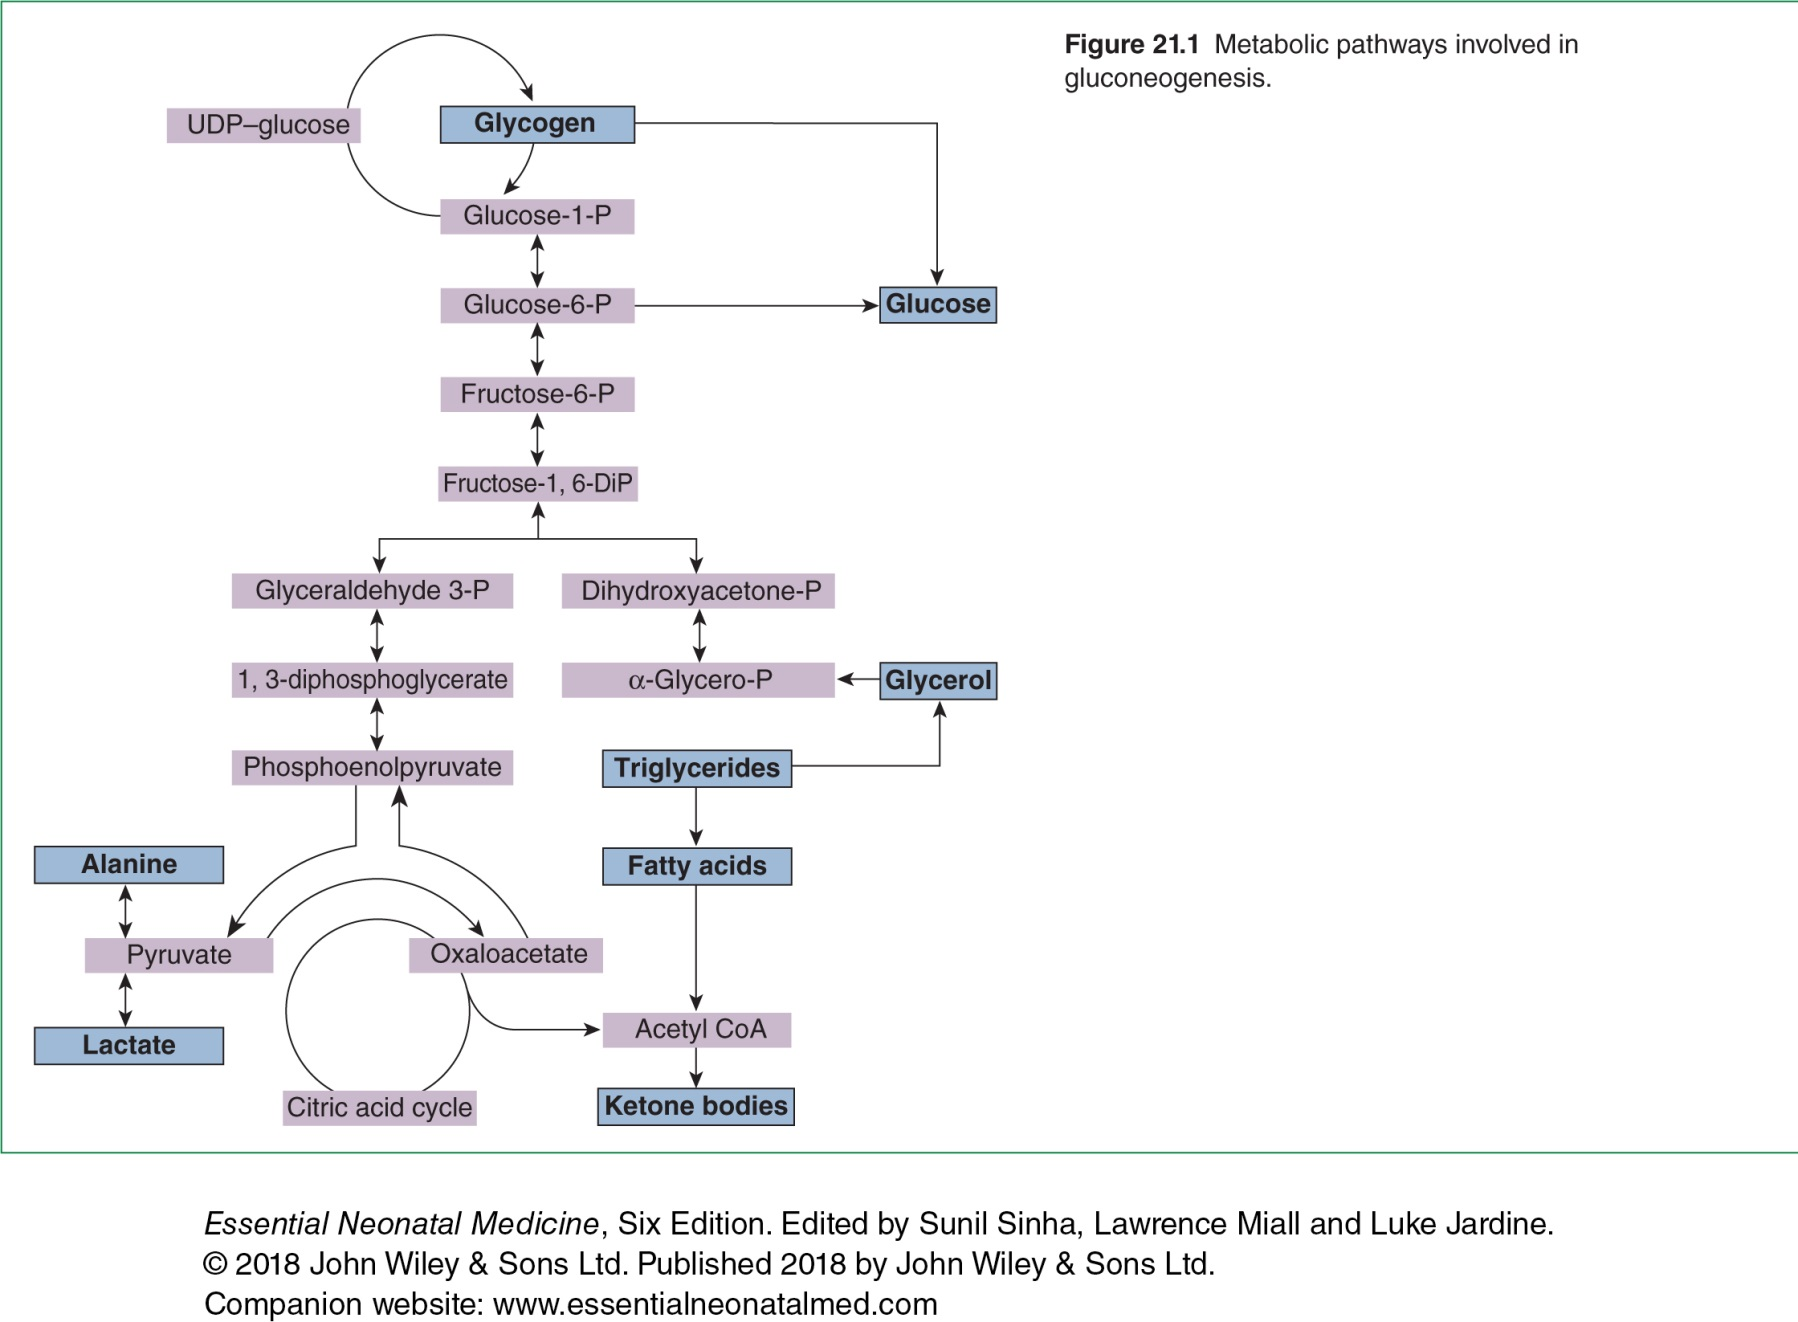 Figure 21.1 Metabolic pathways involved in
gluconeogenesis.
UDP–glucose
Glycogen
Glucose-1-P
Glucose-6-P
Glucose
Fructose-6-P
Fructose-1, 6-DiP
Glyceraldehyde 3-P
Dihydroxyacetone-P
1, 3-diphosphoglycerate
α-Glycero-P
Glycerol
Phosphoenolpyruvate
Triglycerides
Alanine
Fatty acids
Pyruvate
Oxaloacetate
Lactate
Acetyl CoA
Citric acid cycle
Ketone bodies
Essential Neonatal Medicine, Six Edition. Edited by Sunil Sinha, Lawrence Miall and Luke Jardine.
© 2018 John Wiley & Sons Ltd. Published 2018 by John Wiley & Sons Ltd.
Companion website: www.essentialneonatalmed.com